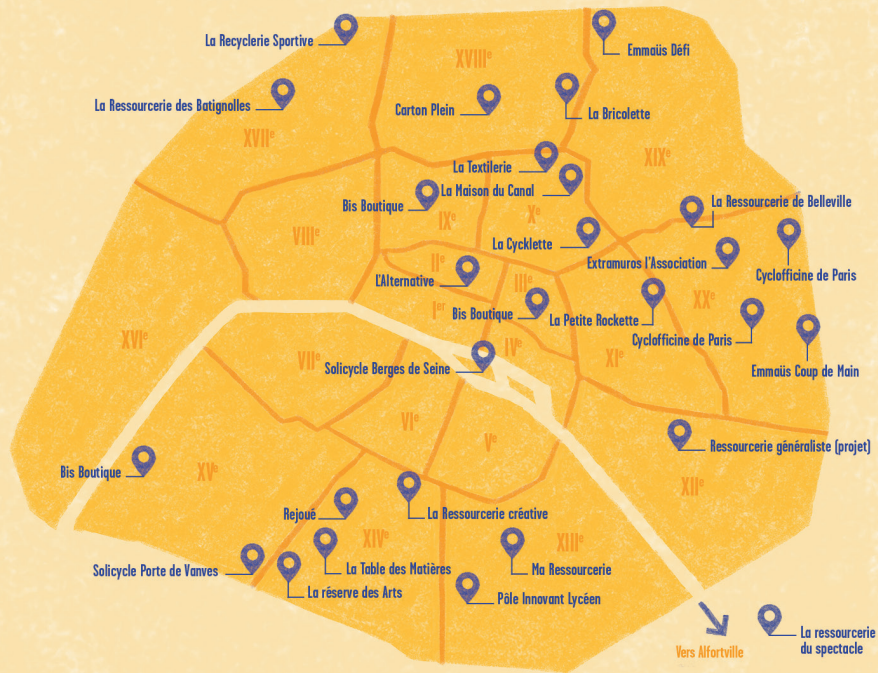 La Recyclerie Sportive
Emmaüs Défi
XVIIIe
La Ressourcerie des Batignolles
Carton Plein
La Bricolette
XVIIe
XIXe
La Textilerie
La Maison du Canal
Bis Boutique
La Ressourcerie de Belleville
IXe
Xe
VIIIe
La Cycklette
Extramuros l'Association
Cyclofficine de Paris
IIe
L'Alternative
IIIe
XXe
Ier
Bis Boutique
La Petite Rockette
Cyclofficine de Paris
XVIe
IVe
XIe
VIIe
Solicycle Berges de Seine
Emmaüs Coup de Main
VIe
Ve
Ressourcerie généraliste (projet)
Bis Boutique
XVe
XIIe
Rejoué
La Ressourcerie créative
XIVe
XIIIe
Solicycle Porte de Vanves
La Table des Matières
Ma Ressourcerie
La réserve des Arts
Pôle Innovant Lycéen
La ressourcerie
du spectacle
Vers Alfortville